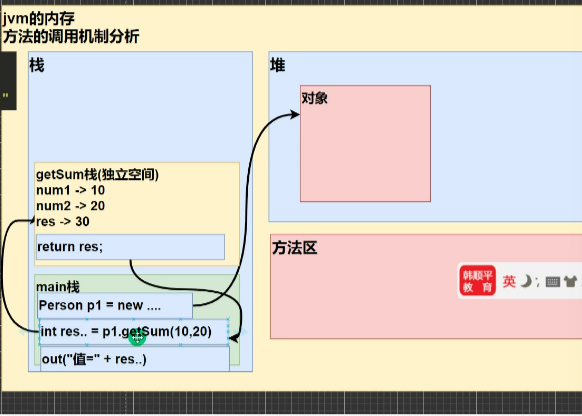 jvm的内存
方法的调用机制分析
"
栈
getSum栈(独立空间)
num1 -> 10
num2 -> 20
res -> 30
return res;
main栈
Person p1 = new ....
int res.. = p1.getSum(10,20)
out("值=" + res..)
堆
对象
方法区
韩顺平
教育
英